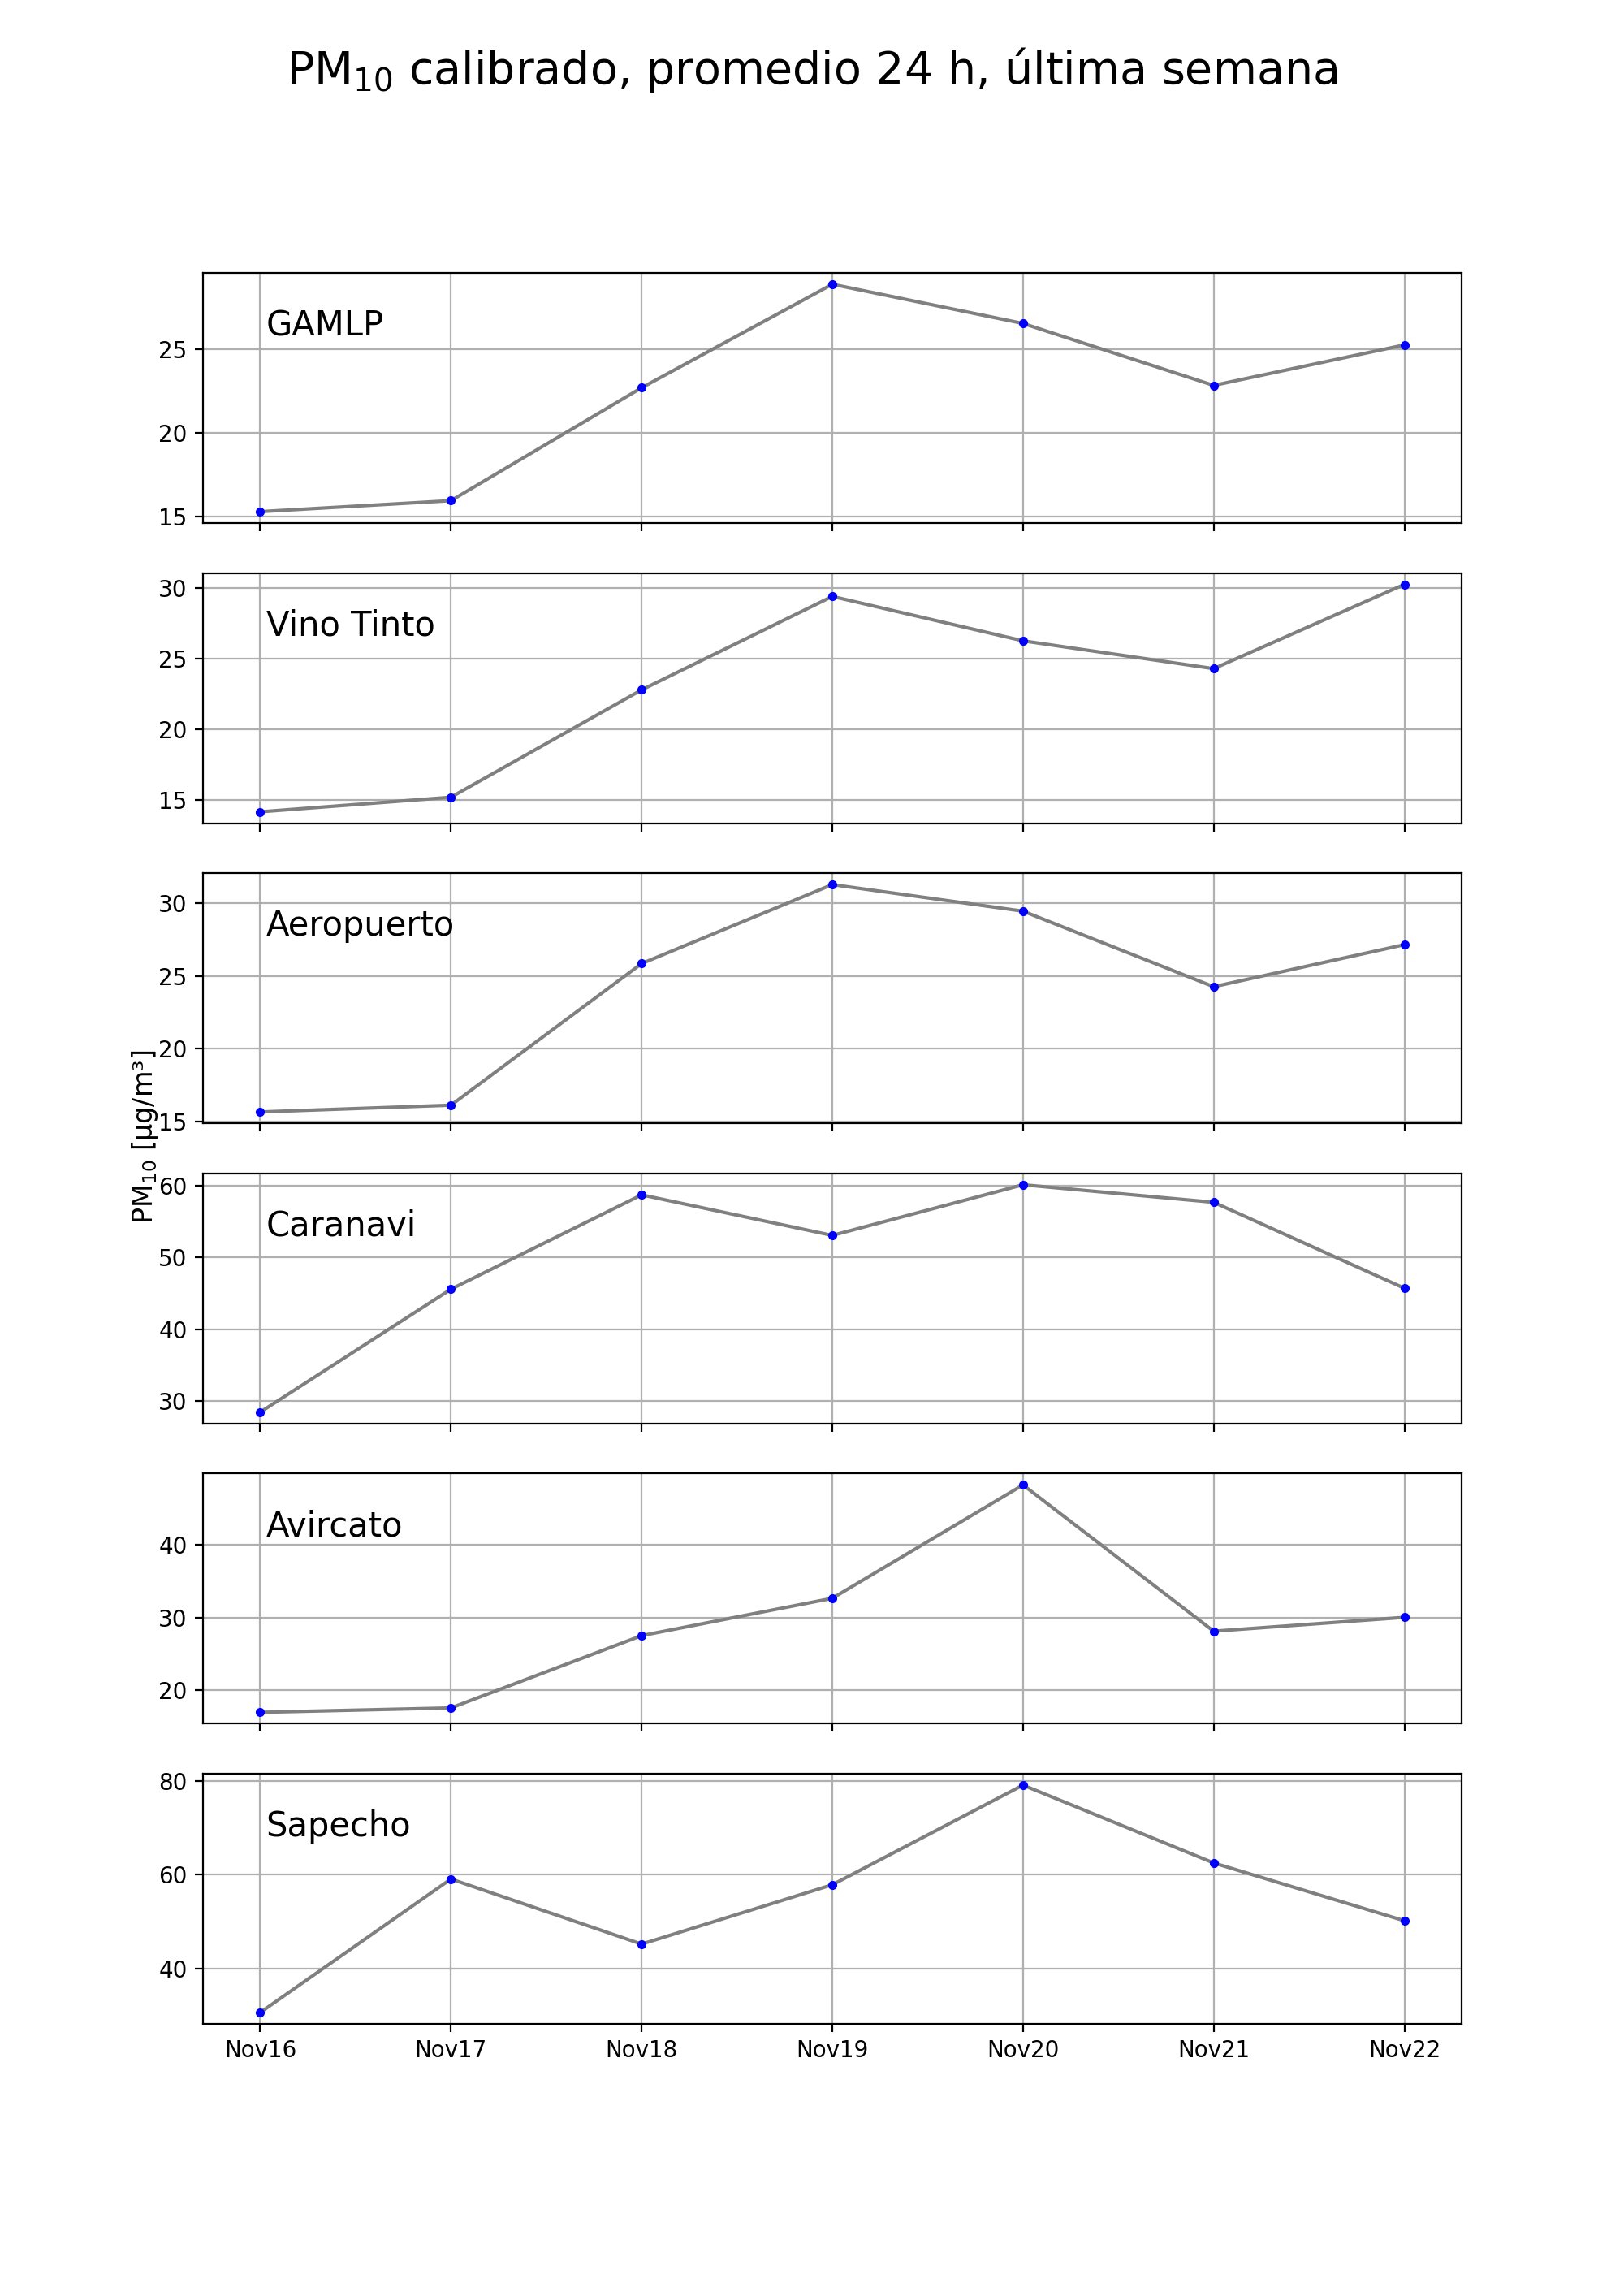 PM₁₀ calibrado, promedio 24 h, última semana
PM₁₀ [µg/m³]
GAMLP
25
20
15
Vino Tinto
30
25
20
15
Aeropuerto
30
25
20
15
Caranavi
60
50
40
30
Avircato
40
30
20
Sapecho
80
60
40
Nov16 Nov17 Nov18 Nov19 Nov20 Nov21 Nov22